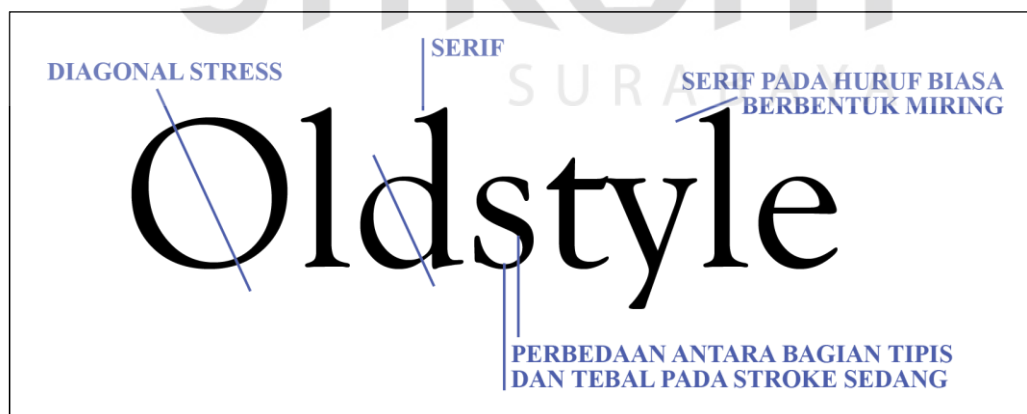 SURABAYA
DIAGONAL STRESS
SERIF
SERIF PADA HURUF BIASA
BERBENTUK MIRING
Oldstyle
PERBEDAAN ANTARA BAGIAN TIPIS
DAN TEBAL PADA STROKE SEDANG